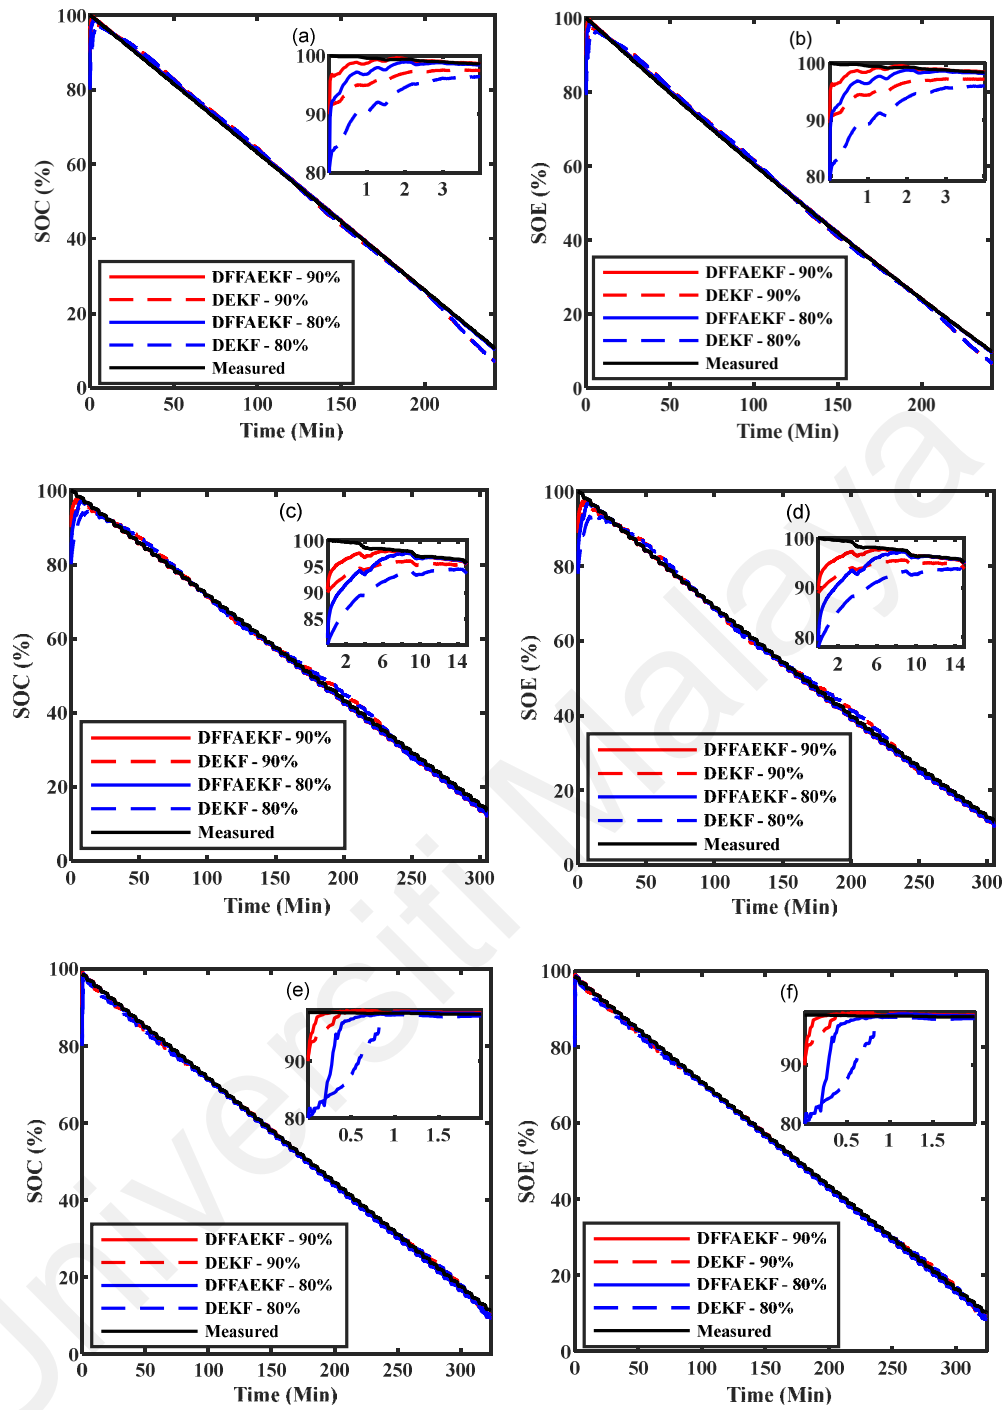 (a)
SOC (%)
100
80
60
40
20
0
100
90
80
1 2 3
DFFAEKF - 90%
DEKF - 90%
DFFAEKF - 80%
DEKF - 80%
Measured
0 50 100 150 200
Time (Min)
(b)
SOE (%)
100
80
60
40
20
0
100
90
80
1 2 3
DFFAEKF - 90%
DEKF - 90%
DFFAEKF - 80%
DEKF - 80%
Measured
0 50 100 150 200
Time (Min)
(c)
SOC (%)
100
80
60
40
20
0
100
95
90
85
2 6 10 14
DFFAEKF - 90%
DEKF - 90%
DFFAEKF - 80%
DEKF - 80%
Measured
0 50 100 150 200 250 300
Time (Min)
(d)
SOE (%)
100
80
60
40
20
0
100
90
80
2 6 10 14
DFFAEKF - 90%
DEKF - 90%
DFFAEKF - 80%
DEKF - 80%
Measured
0 50 100 150 200 250 300
Time (Min)
(e)
SOC (%)
100
80
60
40
20
0
90
80
0.5 1 1.5
DFFAEKF - 90%
DEKF - 90%
DFFAEKF - 80%
DEKF - 80%
Measured
0 50 100 150 200 250 300
Time (Min)
(f)
SOE (%)
100
80
60
40
20
0
90
80
0.5 1 1.5
DFFAEKF - 90%
DEKF - 90%
DFFAEKF - 80%
DEKF - 80%
Measured
0 50 100 150 200 250 300
Time (Min)
Universiti Malaya